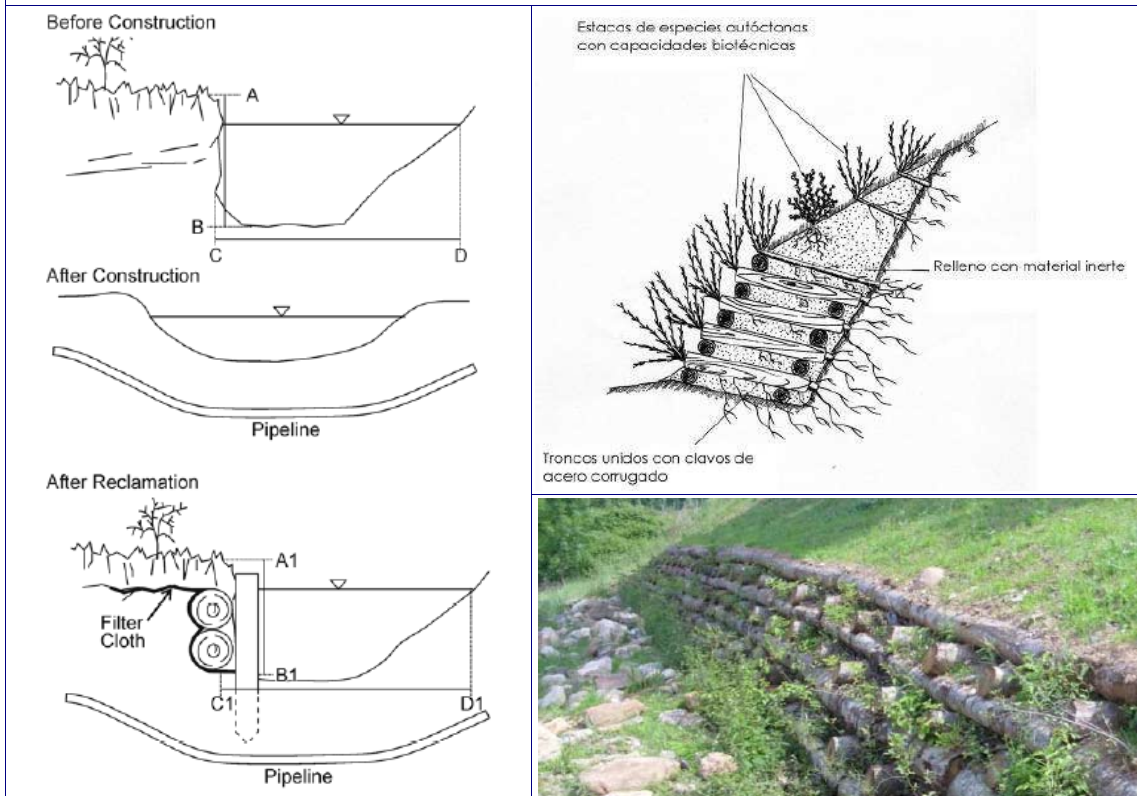 Before Construction
A
B
C
D
After Construction
Pipeline
After Reclamation
A1
Filter
Cloth
B1
C1
D1
Pipeline
Estacas de especies autóctonas
con capacidades biotécnicas
Relleno con material inerte
Troncos unidos con clavos de
acero corrugado